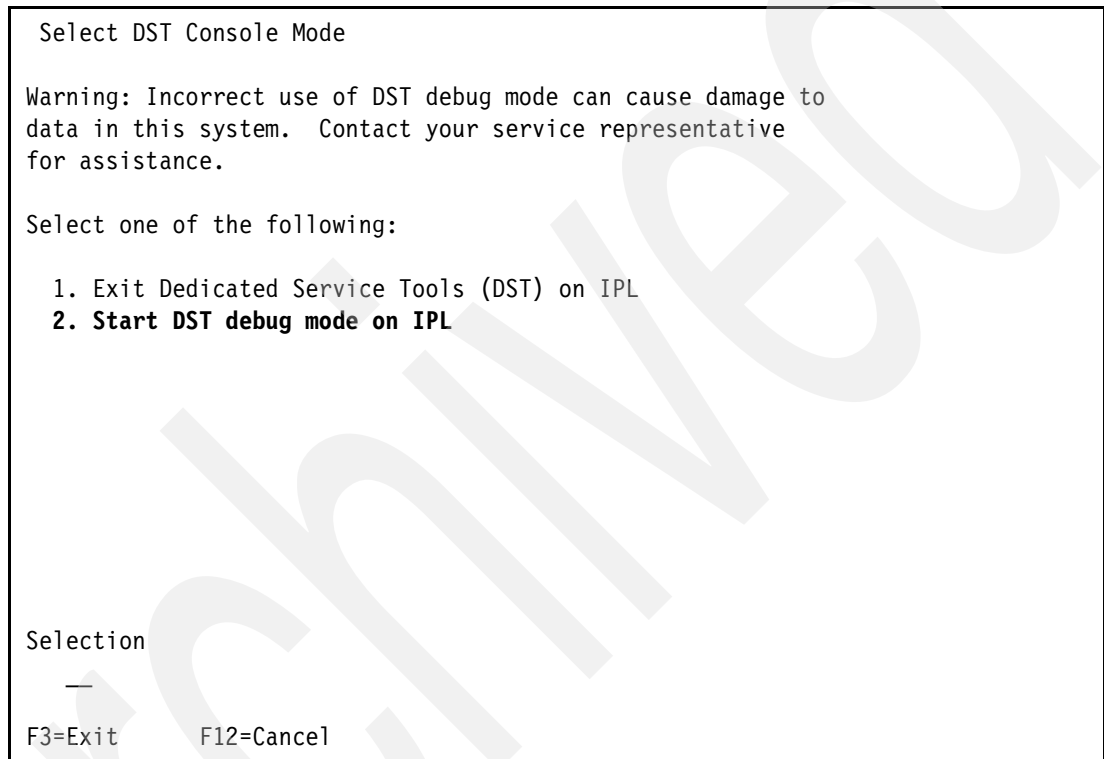 Select DST Console Mode
Warning: Incorrect use of DST debug mode can cause damage to
data in this system.  Contact your service representative
for assistance.
Select one of the following:
1. Exit Dedicated Service Tools (DST) on IPL
2. Start DST debug mode on IPL
Selection
__
F3=Exit      F12=Cancel
rchived